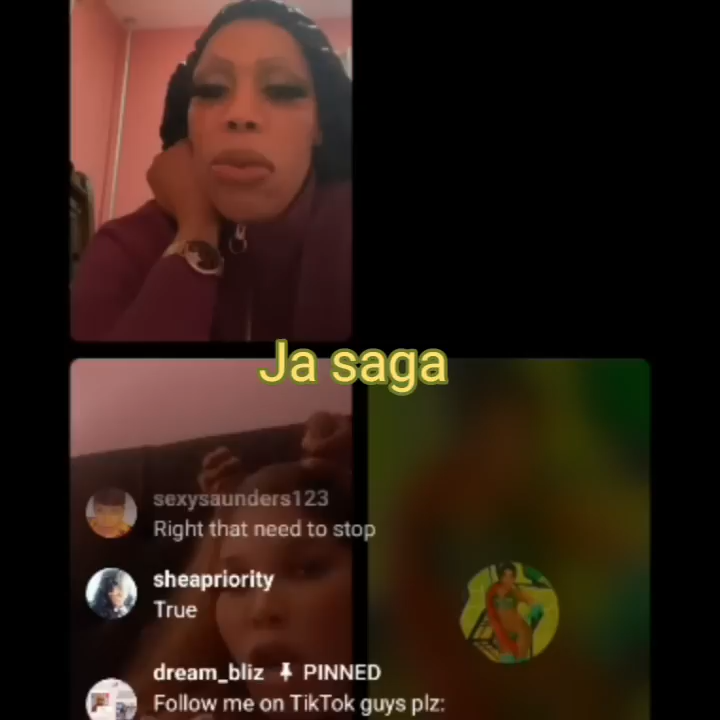 Ja saga
sexysaunders123
Right that need to stop
sheapriority
True
dream_bliz PINNED
Follow me on TikTok guys plz: